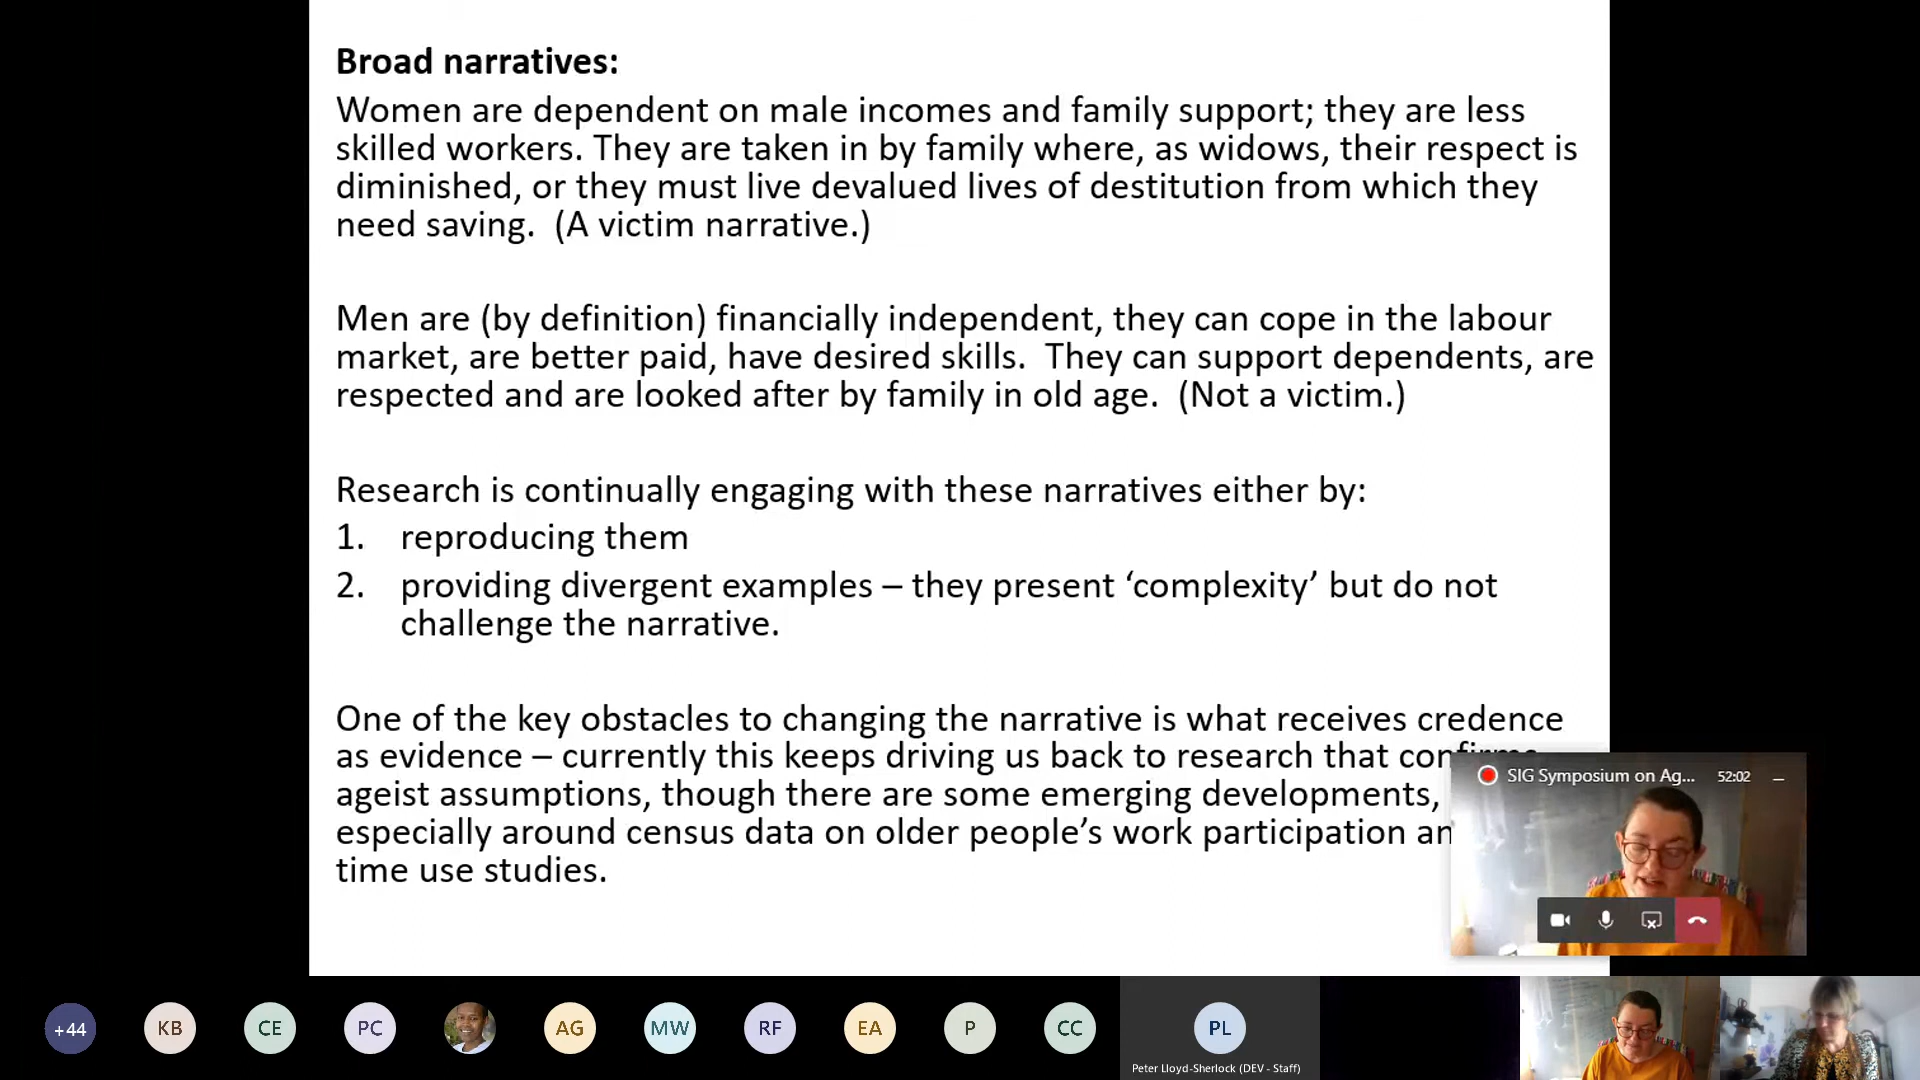 Broad narratives:
Women are dependent on male incomes and family support; they are less
skilled workers. They are taken in by family where, as widows, their respect is
diminished, or they must live devalued lives of destitution from which they
need saving.  (A victim narrative.)
Men are (by definition) financially independent, they can cope in the labour
market, are better paid, have desired skills.  They can support dependents, are
respected and are looked after by family in old age.  (Not a victim.)
Research is continually engaging with these narratives either by:
1. reproducing them
2. providing divergent examples – they present ‘complexity’ but do not
challenge the narrative.
One of the key obstacles to changing the narrative is what receives credence
as evidence – currently this keeps driving us back to research that confirms
ageist assumptions, though there are some emerging developments,
especially around census data on older people’s work participation an
time use studies.
SIG Symposium on Ag... 52:02
+44 KB CE PC AG MW RF EA P CC PL
Peter Lloyd-Sherlock (DEV - Staff)